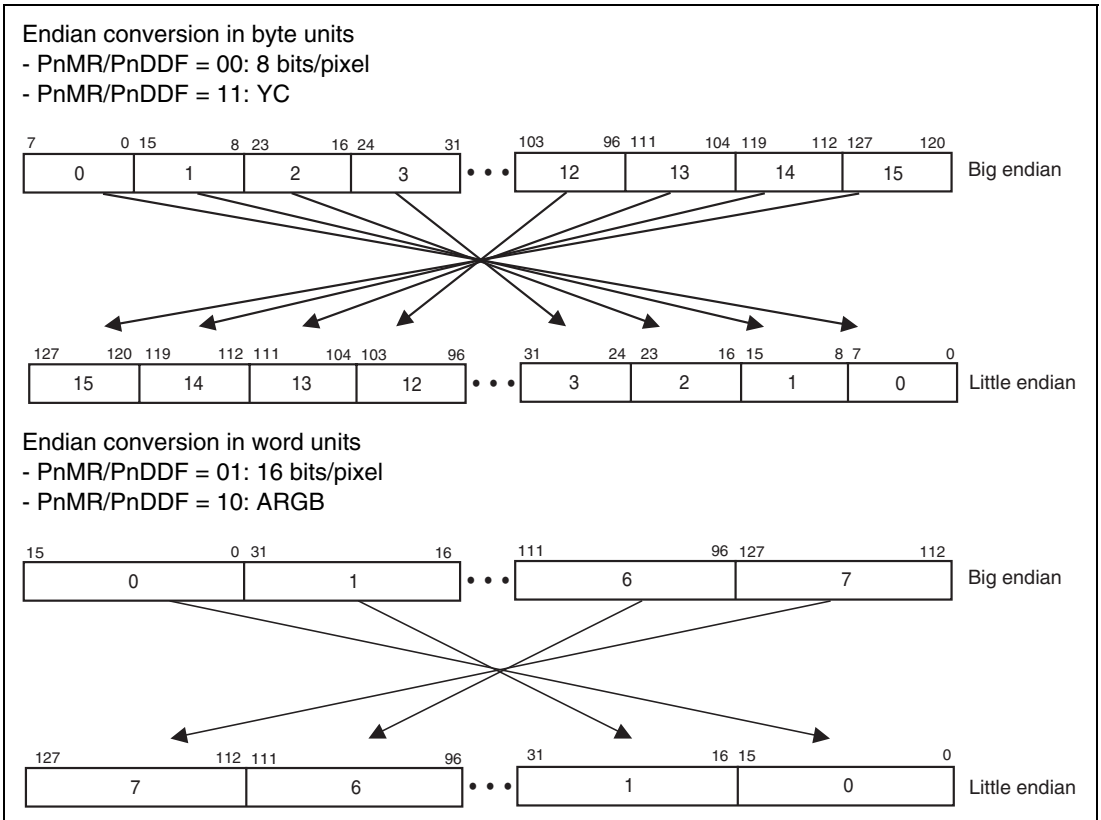 Endian conversion in byte units
- PnMR/PnDDF = 00: 8 bits/pixel
- PnMR/PnDDF = 11: YC
7 0 15 8 23 16 24 31 103 96 111 104 119 112 127 120
0 1 2 3 • • • 12 13 14 15 Big endian
127 120 119 112 111 104 103 96 31 24 23 16 15 8 7 0
15 14 13 12 • • • 3 2 1 0 Little endian
Endian conversion in word units
- PnMR/PnDDF = 01: 16 bits/pixel
- PnMR/PnDDF = 10: ARGB
15 0 31 16 111 96 127 112
0 1 • • • 6 7 Big endian
127 112 111 96 31 16 15 0
7 6 • • • 1 0 Little endian